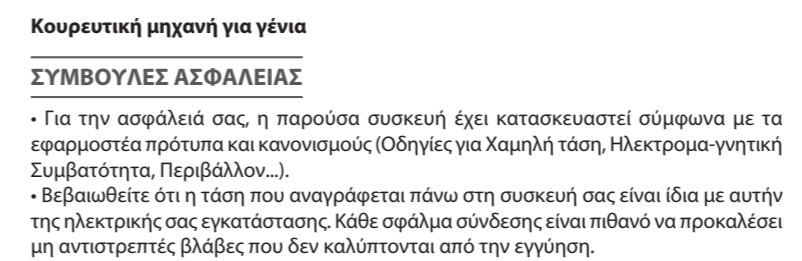 Κουρευτική μηχανή για γένια
ΣΥΜΒΟΥΛΕΣ ΑΣΦΑΛΕΙΑΣ
• Για την ασφάλειά σας, η παρούσα συσκευή έχει κατασκευαστεί σύμφωνα με τα
εφαρμοστέα πρότυπα και κανονισμούς (Οδηγίες για Χαμηλή τάση, Ηλεκτρομα-γνητική
Συμβατότητα, Περιβάλλον...).
• Βεβαιωθείτε ότι η τάση που αναγράφεται πάνω στη συσκευή σας είναι ίδια με αυτήν
της ηλεκτρικής σας εγκατάστασης. Κάθε σφάλμα σύνδεσης είναι πιθανό να προκαλέσει
μη αντιστρεπτές βλάβες που δεν καλύπτονται από την εγγύηση.